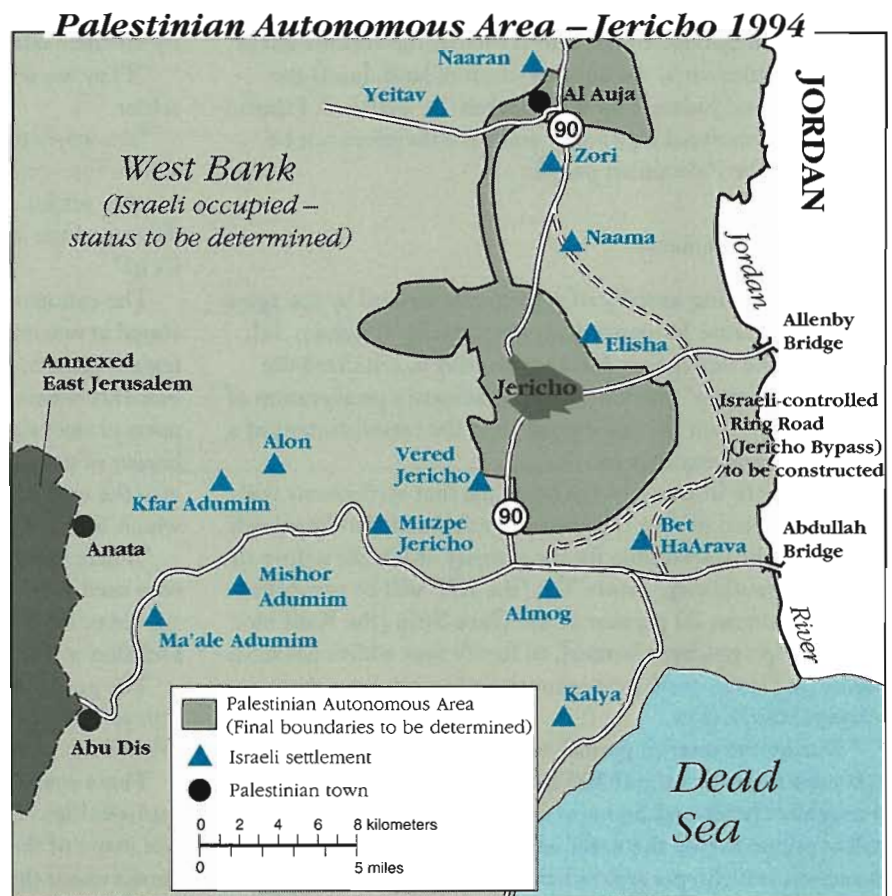 Palestinian Autonomous Area – Jericho 1994
Naaran
Yeitav
Al Auja
90
Zori
West Bank
(Israeli occupied –
status to be determined)
JORDAN
Naama
Jordan
Elisha
Allenby
Bridge
Jericho
Annexed
East Jerusalem
Israeli-controlled
Ring Road
(Jericho Bypass)
to be constructed
Alon
Vered
Jericho
Kfar Adumim
90
Mitzpe
Jericho
Bet
HaArava
Abdullah
Bridge
Anata
Mishor
Adumim
Almog
Ma'ale Adumim
River
Kalya
Abu Dis
Dead
Sea
Palestinian Autonomous Area
(Final boundaries to be determined)
Israeli settlement
Palestinian town
0 2 4 6 8 kilometers
0 5 miles